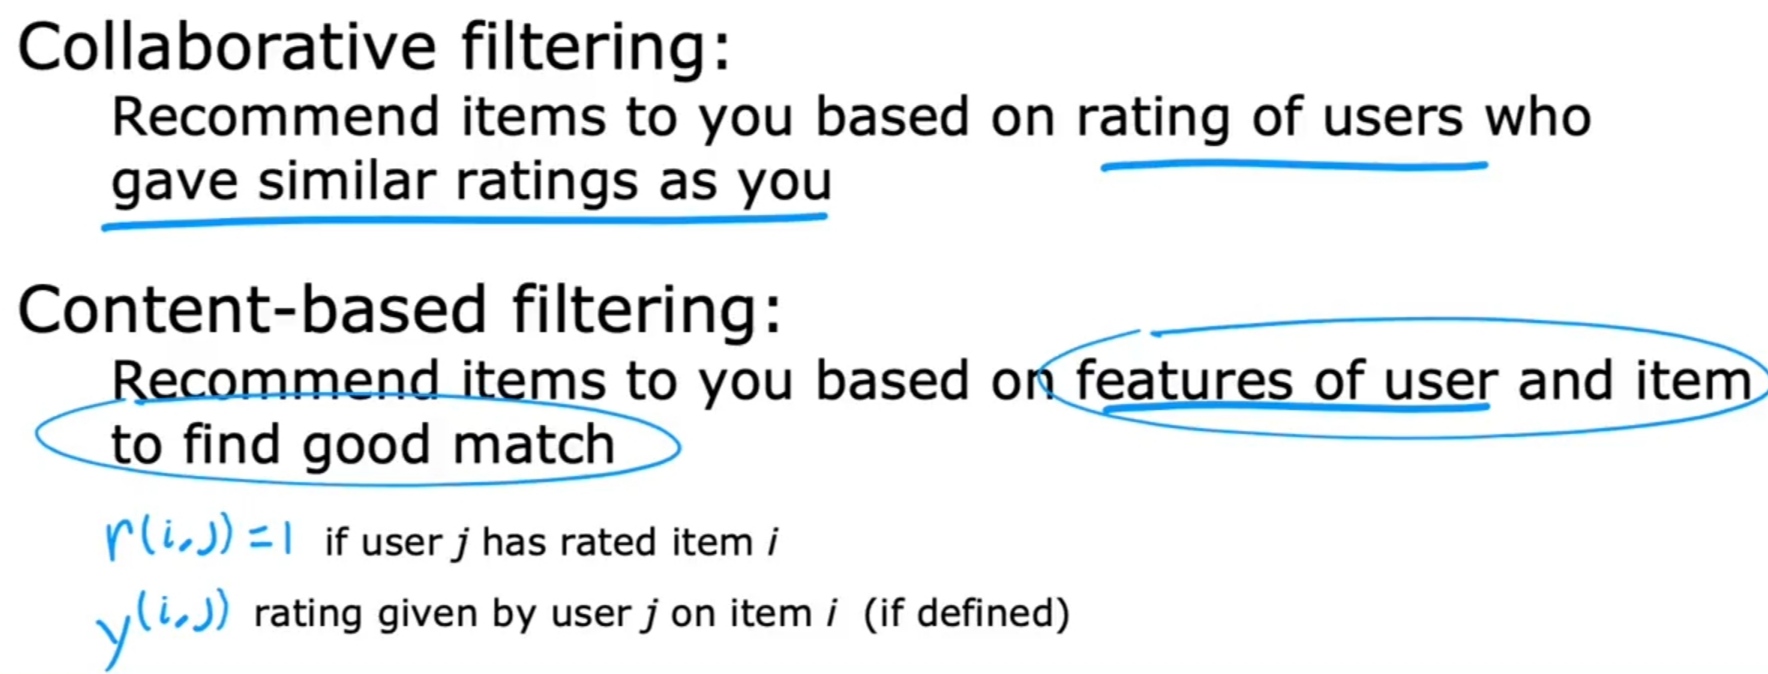 Collaborative filtering:
Recommend items to you based on rating of users who
gave similar ratings as you
Content-based filtering:
Recommend items to you based on features of user and item
to find good match
r(i,j)=1 if user j has rated item i
y(i,j) rating given by user j on item i (if defined)